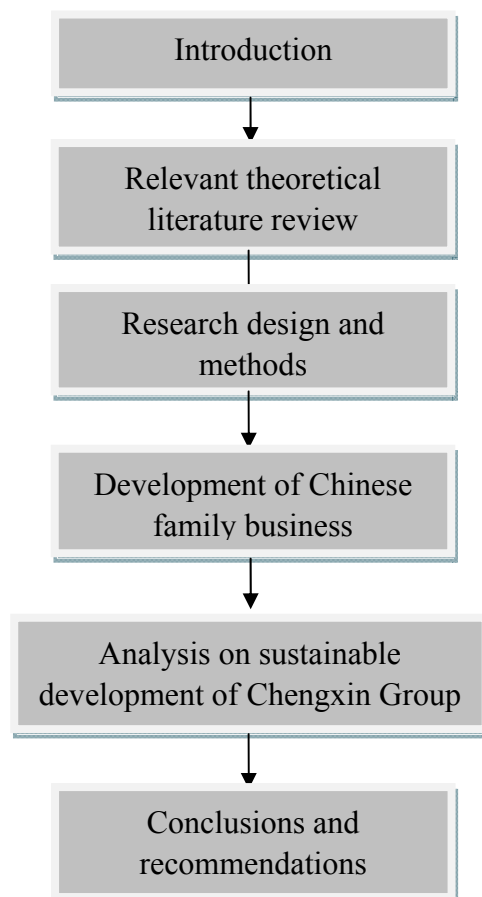 Introduction
Relevant theoretical
literature review
Research design and
methods
Development of Chinese
family business
Analysis on sustainable
development of Chengxin Group
Conclusions and
recommendations